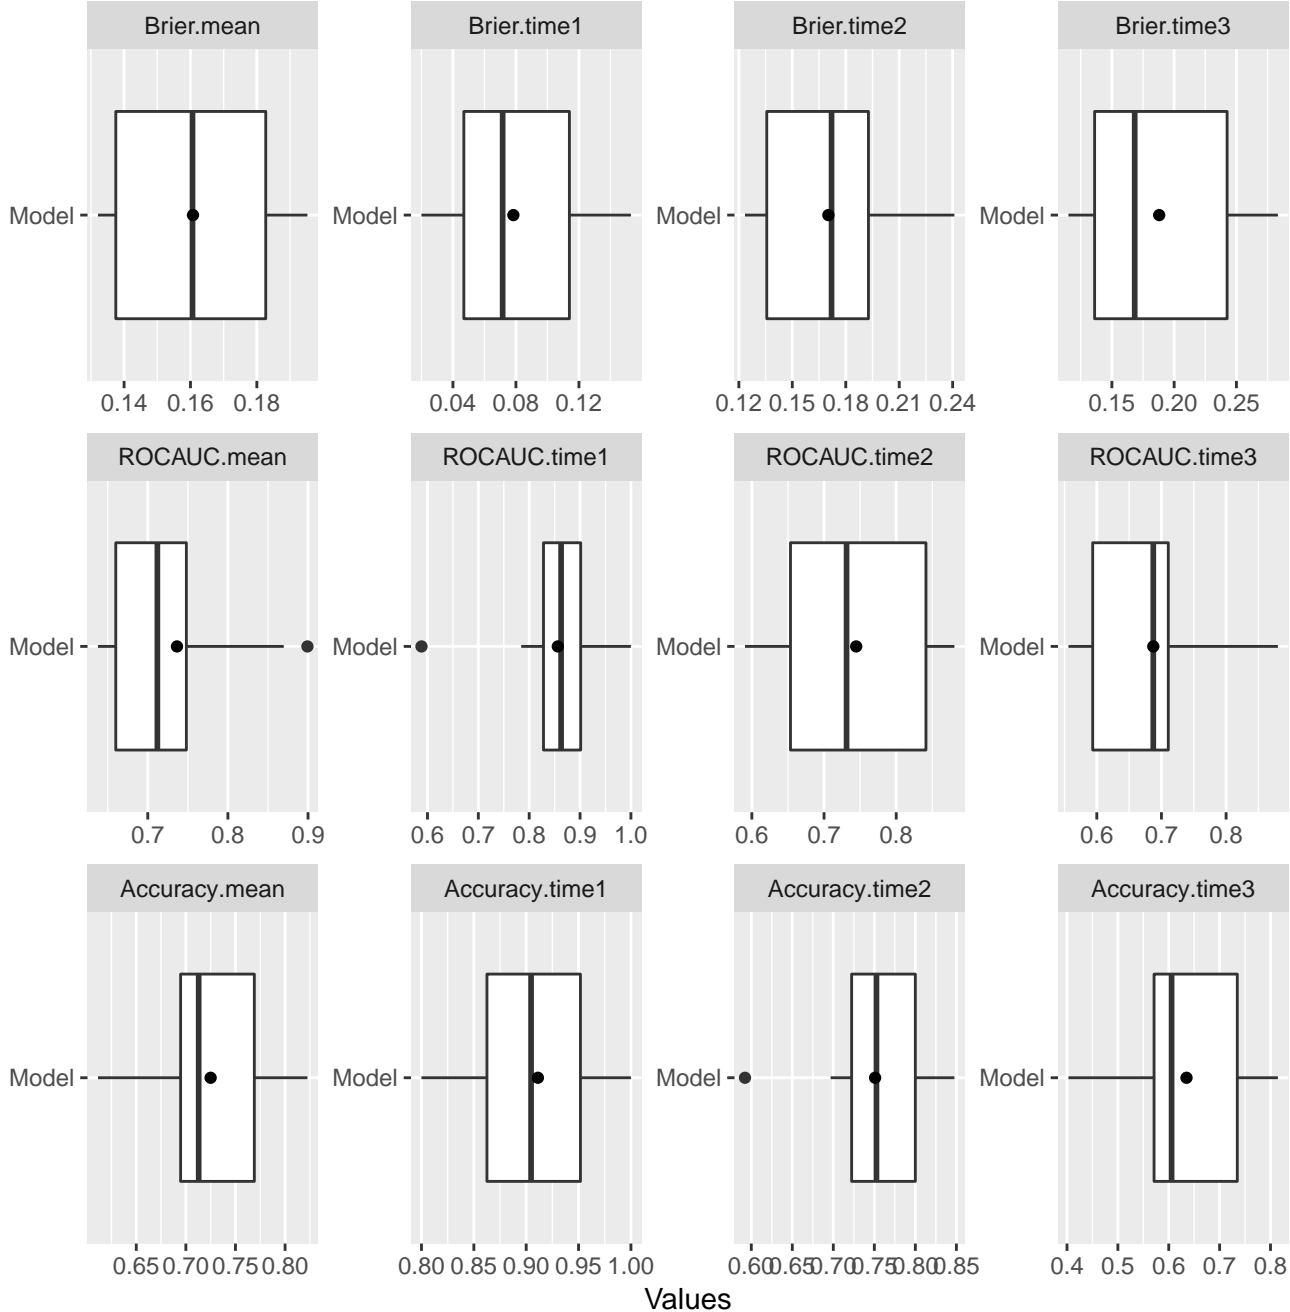 Brier.mean Brier.time1 Brier.time2 Brier.time3
Model Model Model Model
0.14 0.16 0.18 0.04 0.08 0.12 0.12 0.15 0.18 0.21 0.24 0.15 0.20 0.25
ROCAUC.mean ROCAUC.time1 ROCAUC.time2 ROCAUC.time3
Model Model Model Model
0.7 0.8 0.9 0.6 0.7 0.8 0.9 1.0 0.6 0.7 0.8 0.6 0.7 0.8
Accuracy.mean Accuracy.time1 Accuracy.time2 Accuracy.time3
Model Model Model Model
0.65 0.70 0.75 0.80 0.80 0.85 0.90 0.95 1.00 0.60 0.65 0.70 0.75 0.80 0.85 0.4 0.5 0.6 0.7 0.8
Values